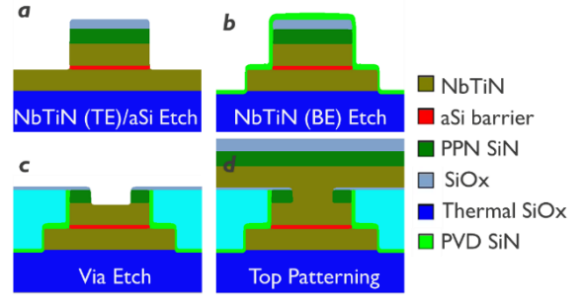 a
b
NbTiN (TE)/aSi Etch
NbTiN (BE) Etch
c
d
Via Etch
Top Patterning
NbTiN
aSi barrier
PPN SiN
SiOx
Thermal SiOx
PVD SiN